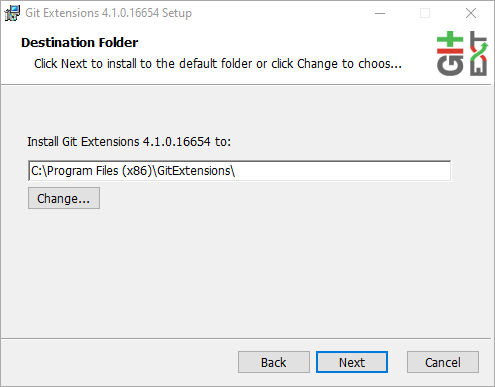 Git Extensions 4.1.0.16654 Setup
Destination Folder
Click Next to install to the default folder or click Change to choos...
Git Ext
Install Git Extensions 4.1.0.16654 to:
C:\Program Files (x86)\GitExtensions\
Change...
Back Next Cancel